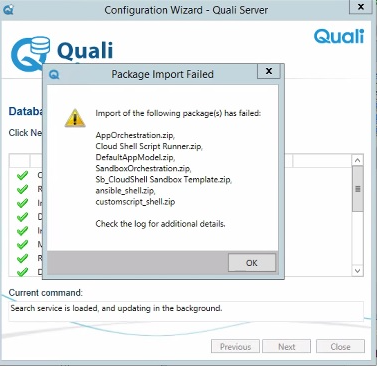 Configuration Wizard - Quali Server
x
Quali
Quali
Package Import Failed
x
Import of the following package(s) has failed:
AppOrchestration.zip,
Cloud Shell Script Runner.zip,
DefaultAppModel.zip,
SandboxOrchestration.zip,
Sb_CloudShell Sandbox Template.zip,
ansible_shell.zip,
customscript_shell.zip
Check the log for additional details.
OK
Datab
Click Ne
C
R
I
D
I
M
R
D
Current command:
Search service is loaded, and updating in the background.
Previous
Next
Close